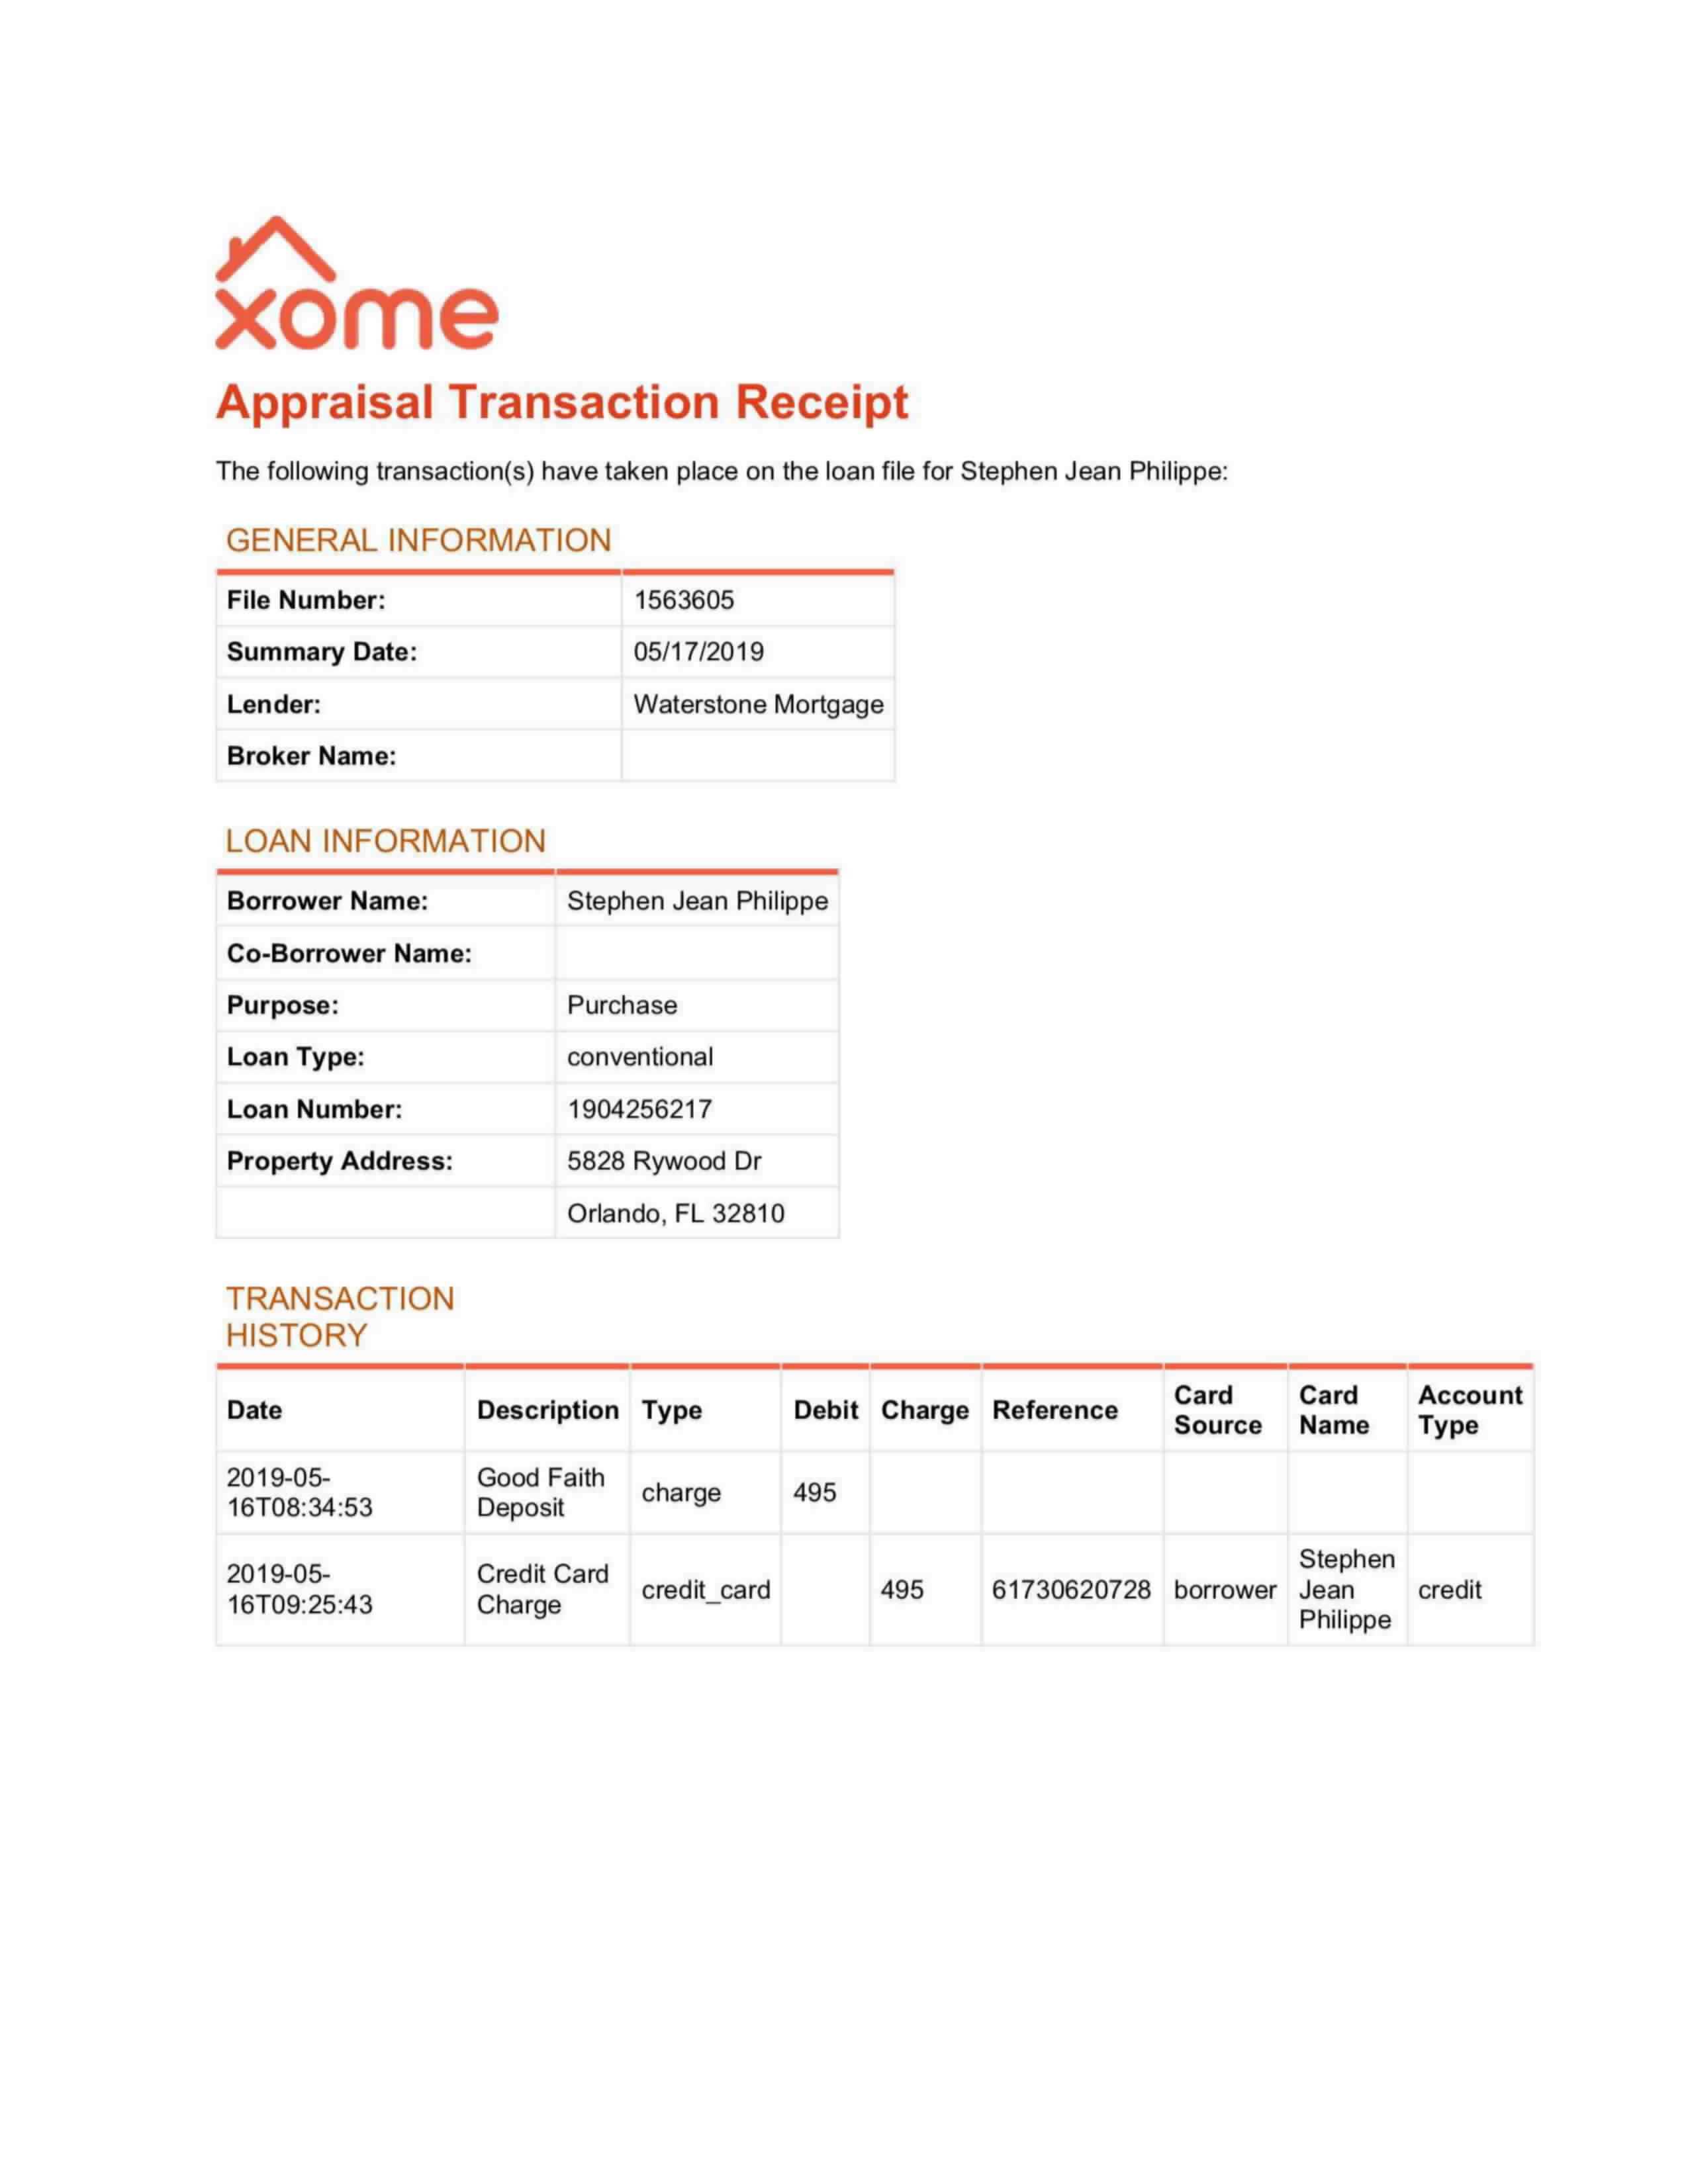 xome
Appraisal Transaction Receipt
The following transaction(s) have taken place on the loan file for Stephen Jean Philippe:
GENERAL INFORMATION
File Number: 1563605
Summary Date: 05/17/2019
Lender: Waterstone Mortgage
Broker Name:
LOAN INFORMATION
Borrower Name: Stephen Jean Philippe
Co-Borrower Name:
Purpose: Purchase
Loan Type: conventional
Loan Number: 1904256217
Property Address: 5828 Rywood Dr
Orlando, FL 32810
TRANSACTION
HISTORY
Date Description Type Debit Charge Reference Card Source Card Name Account Type
2019-05-16T08:34:53 Good Faith Deposit charge 495
2019-05-16T09:25:43 Credit Card Charge credit_card 495 61730620728 borrower Stephen Jean Philippe credit